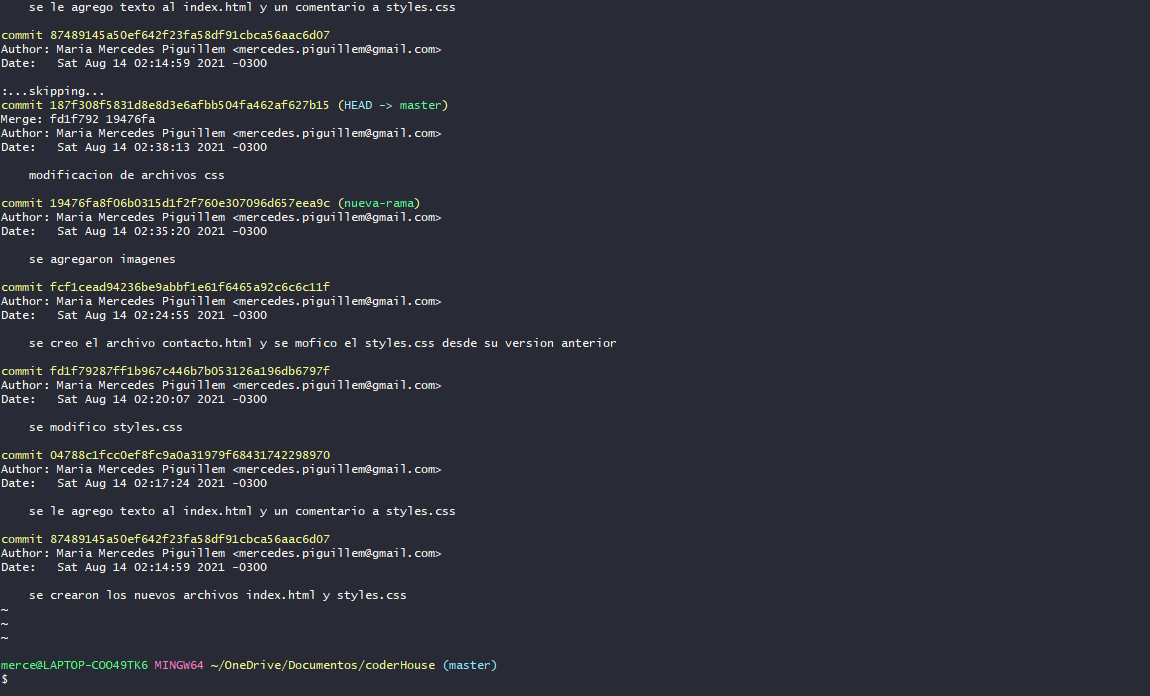 se le agrego texto al index.html y un comentario a styles.css
commit 87489145a50ef642f23fa58df91cbca56aac6d07
Author: Maria Mercedes Piguillem <mercedes.piguillem@gmail.com>
Date:   Sat Aug 14 02:14:59 2021 -0300
:...skipping...
commit 187f308f5831d8e8d3e6afbb504fa462af627b15 (HEAD -> master)
Merge: fd1f792 19476fa
Author: Maria Mercedes Piguillem <mercedes.piguillem@gmail.com>
Date:   Sat Aug 14 02:38:13 2021 -0300
modificacion de archivos css
commit 19476fa8f06b0315d1f2f760e307096d657eea9c (nueva-rama)
Author: Maria Mercedes Piguillem <mercedes.piguillem@gmail.com>
Date:   Sat Aug 14 02:35:20 2021 -0300
se agregaron imagenes
commit fcf1cead94236be9abbf1e61f6465a92c6c6c11f
Author: Maria Mercedes Piguillem <mercedes.piguillem@gmail.com>
Date:   Sat Aug 14 02:24:55 2021 -0300
se creo el archivo contacto.html y se mofico el styles.css desde su version anterior
commit fd1f79287ff1b967c446b7b053126a196db6797f
Author: Maria Mercedes Piguillem <mercedes.piguillem@gmail.com>
Date:   Sat Aug 14 02:20:07 2021 -0300
se modifico styles.css
commit 04788c1fcc0ef8fc9a0a31979f68431742298970
Author: Maria Mercedes Piguillem <mercedes.piguillem@gmail.com>
Date:   Sat Aug 14 02:17:24 2021 -0300
se le agrego texto al index.html y un comentario a styles.css
commit 87489145a50ef642f23fa58df91cbca56aac6d07
Author: Maria Mercedes Piguillem <mercedes.piguillem@gmail.com>
Date:   Sat Aug 14 02:14:59 2021 -0300
se crearon los nuevos archivos index.html y styles.css
~
~
~
merce@LAPTOP-COO49TK6 MINGW64 ~/OneDrive/Documentos/coderHouse (master)
$